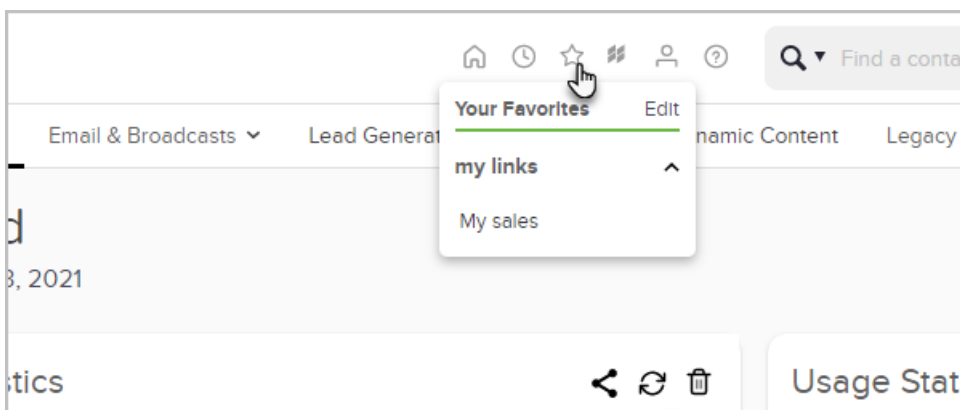 Find a conta
Your Favorites Edit
Email & Broadcasts Lead Generat namic Content Legacy
my links
My sales
d
3, 2021
stics Usage Stat